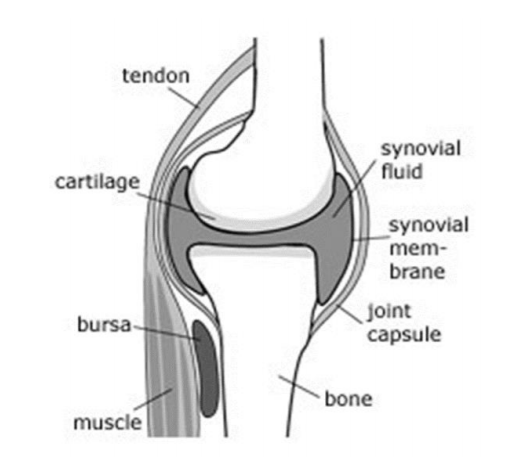 tendon
synovial
fluid
cartilage
synovial
mem-
brane
joint
capsule
bursa
bone
muscle